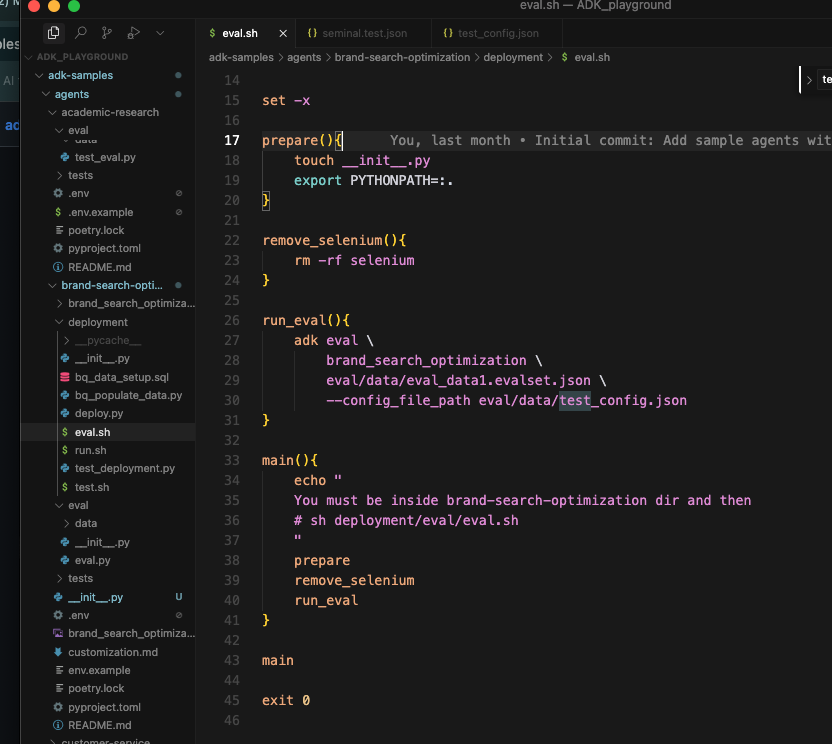 eval.sh — ADK_playground
ples
AI
ad
eval.sh
seminal.test.json
test_config.json
adk-samples > agents > brand-search-optimization > deployment > $ eval.sh
te
ADK_PLAYGROUND
adk-samples
agents
academic-research
eval
data
test_eval.py
tests
.env
.env.example
poetry.lock
pyproject.toml
README.md
brand-search-opti...
brand_search_optimiza...
deployment
__pycache__
__init__.py
bq_data_setup.sql
bq_populate_data.py
deploy.py
eval.sh
run.sh
test_deployment.py
test.sh
eval
data
__init__.py
eval.py
tests
__init__.py U
.env
brand_search_optimiza...
customization.md
env.example
poetry.lock
pyproject.toml
README.md
customer-service
14
15 set -x
16
17 prepare(){ You, last month • Initial commit: Add sample agents wit
18 touch __init__.py
19 export PYTHONPATH=:.
20 }
21
22 remove_selenium(){
23 rm -rf selenium
24 }
25
26 run_eval(){
27 adk eval \
28 brand_search_optimization \
29 eval/data/eval_data1.evalset.json \
30 --config_file_path eval/data/test_config.json
31 }
32
33 main(){
34 echo "
35 You must be inside brand-search-optimization dir and then
36 # sh deployment/eval/eval.sh
37 "
38 prepare
39 remove_selenium
40 run_eval
41 }
42
43 main
44
45 exit 0
46